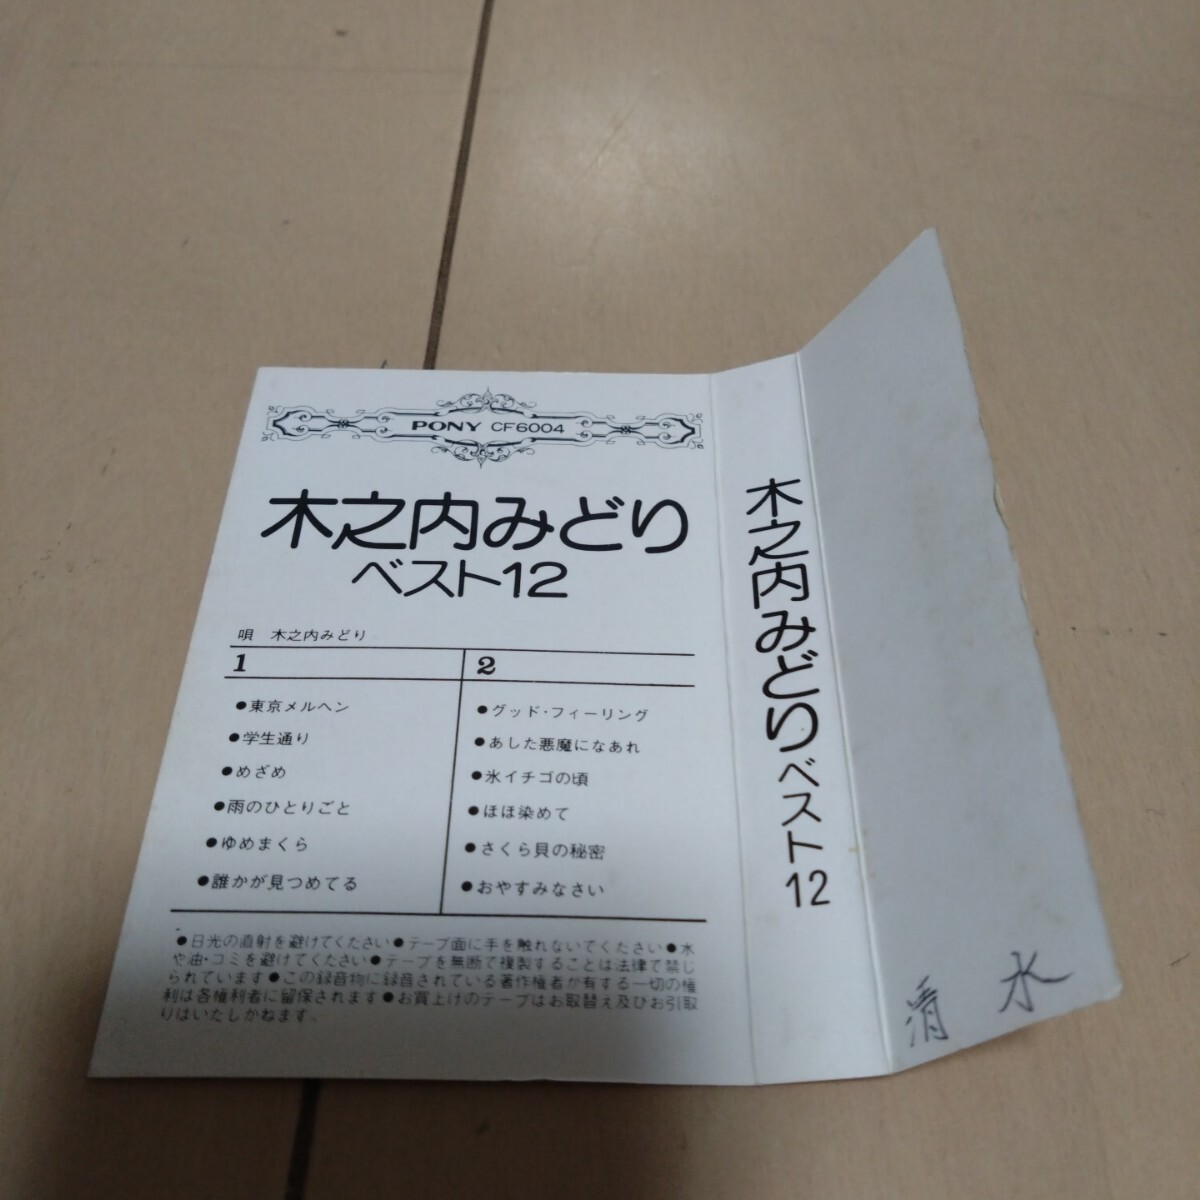 PONY CF6004
木之内みどり
ベスト12
唄 木之内みどり
1
●東京メルヘン
●学生通り
●めざめ
●雨のひとりごと
●ゆめまくら
●誰かが見つめてる
2
●グッド・フィーリング
●あした悪魔になあれ
●氷イチゴの頃
●ほほ染めて
●さくら貝の秘密
●おやすみなさい
●日光の直射を避けてください●テープ面に手を触れないでください●水
や油・ゴミを避けてください●テープを無断で複製することは法律で禁じ
られています●この録音物に録音されている著作権者が有する一切の権
利は各権利者に留保されます●お買上げのテープはお取替え及びお引取
りはいたしかねます。
木之内みどりベスト12
清水